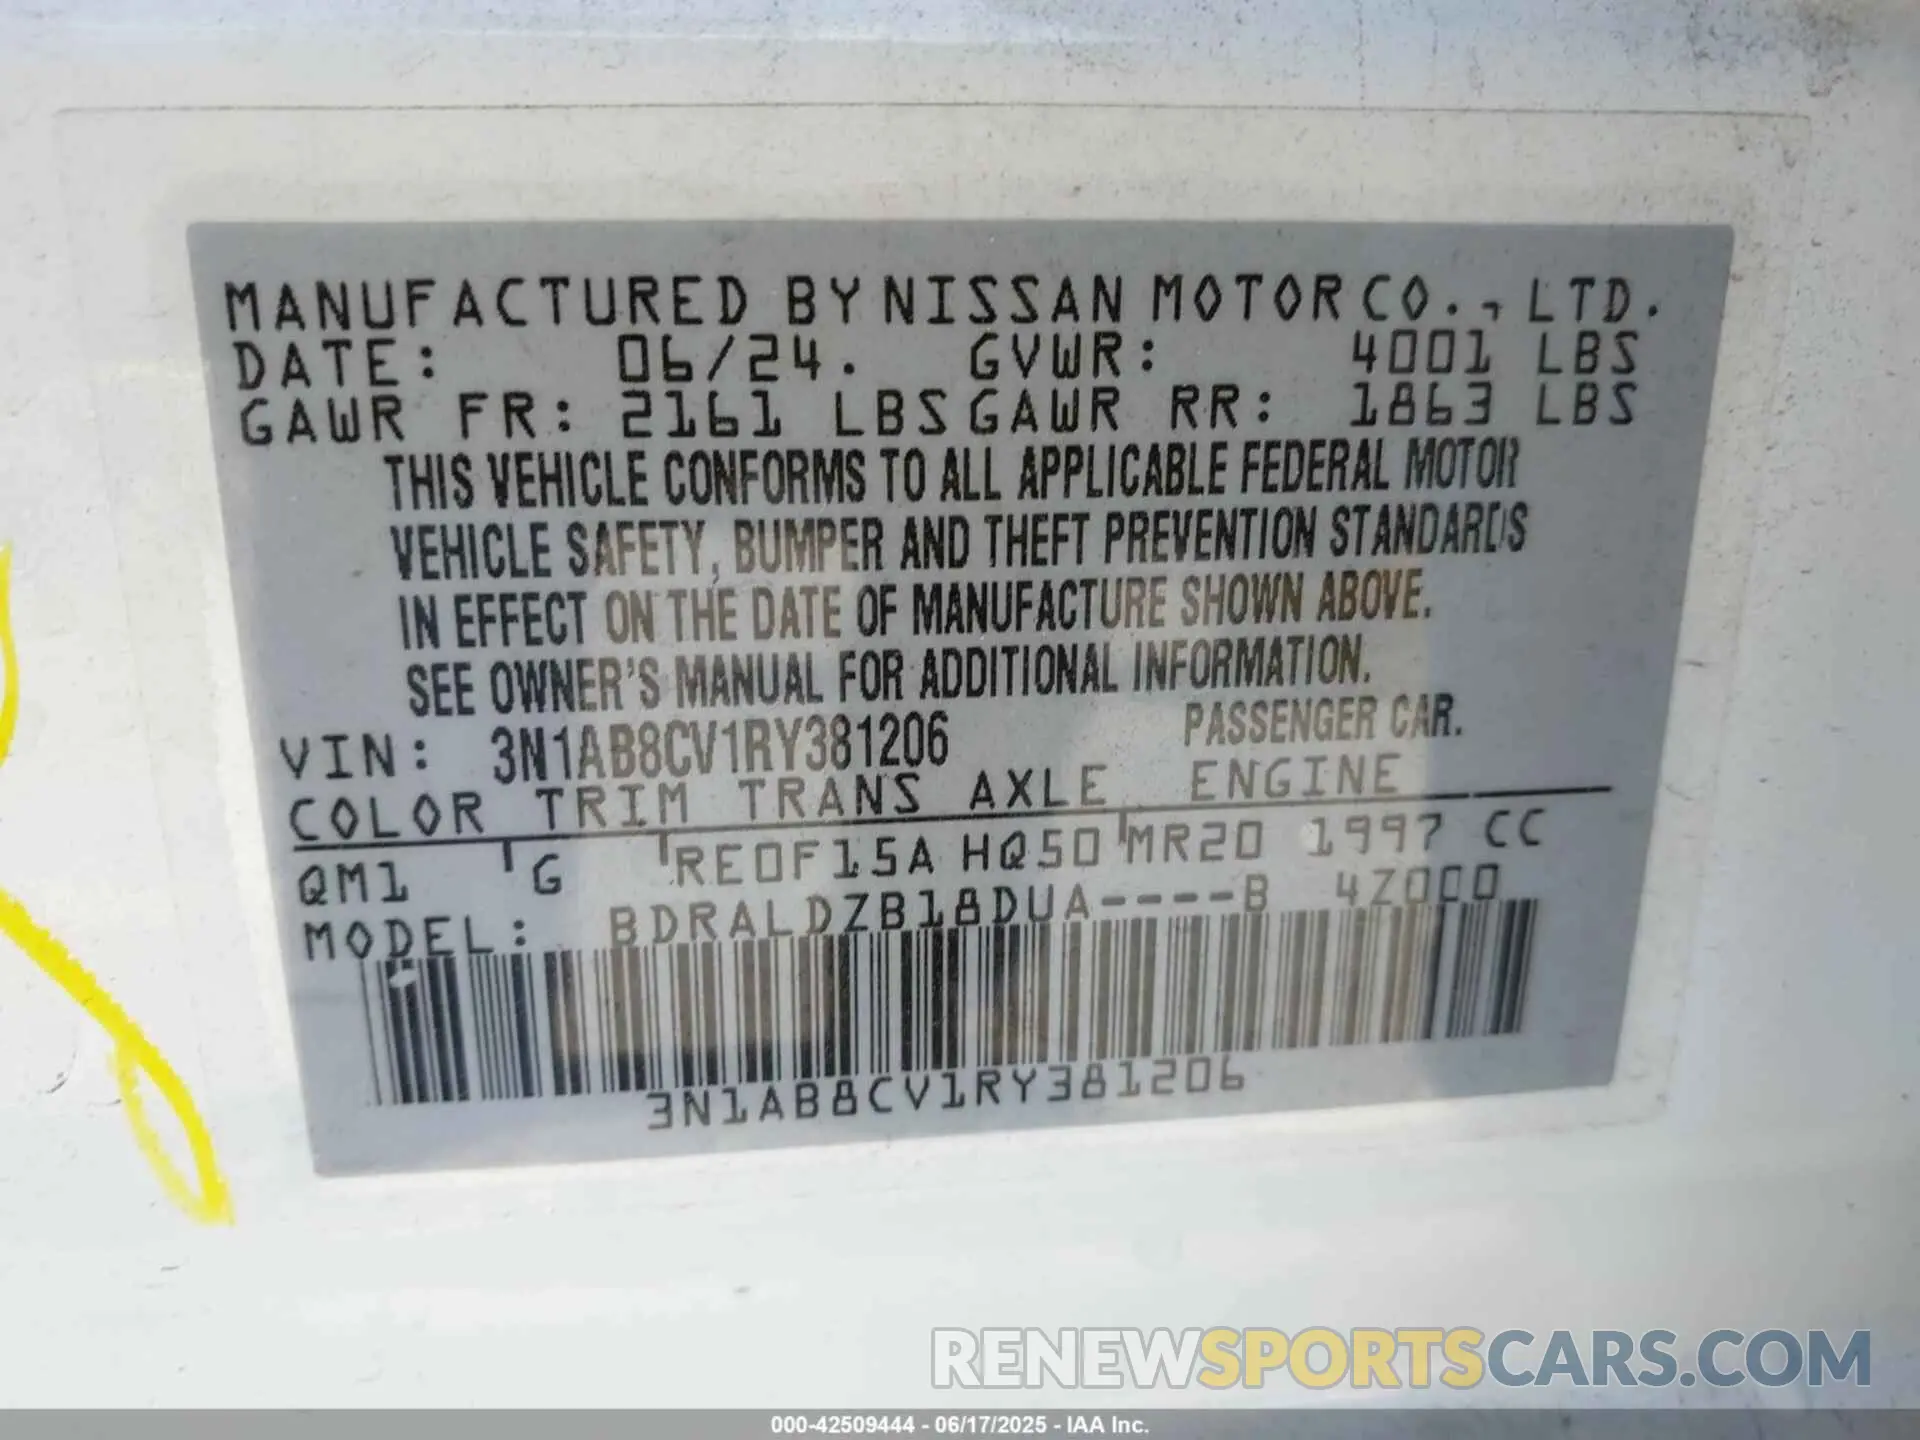 MANUFACTURED BY NISSAN MOTOR CO., LTD.
DATE: 06/24. GVWR: 4001 LBS
GAWR FR: 2161 LBS GAWR RR: 1863 LBS
THIS VEHICLE CONFORMS TO ALL APPLICABLE FEDERAL MOTOR
VEHICLE SAFETY, BUMPER AND THEFT PREVENTION STANDARDS
IN EFFECT ON THE DATE OF MANUFACTURE SHOWN ABOVE.
SEE OWNER'S MANUAL FOR ADDITIONAL INFORMATION.
VIN: 3N1AB8CV1RY381206 PASSENGER CAR.
COLOR TRIM TRANS AXLE ENGINE
QM1 G RE0F15A HQ50 MR20 1997 CC
MODEL: BDRALDZB18DUA----B 4Z000
3N1AB8CV1RY381206
RENEWSPORTSCARS.COM
000-42509444 - 06/17/2025 - IAA Inc.